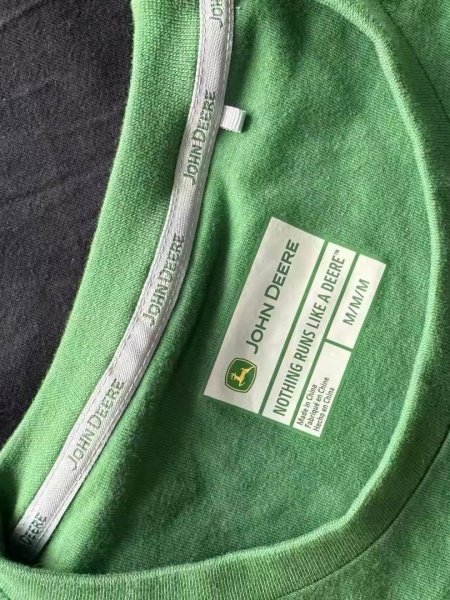 JOHN DEERE
JOHN DEERE
JOHN DEERE
JOHN DEERE
DEERE
JOHN DEERE
NOTHING RUNS LIKE A DEERE™
Made in China
Fabriqué en Chine
Hecho en China
M/M/M